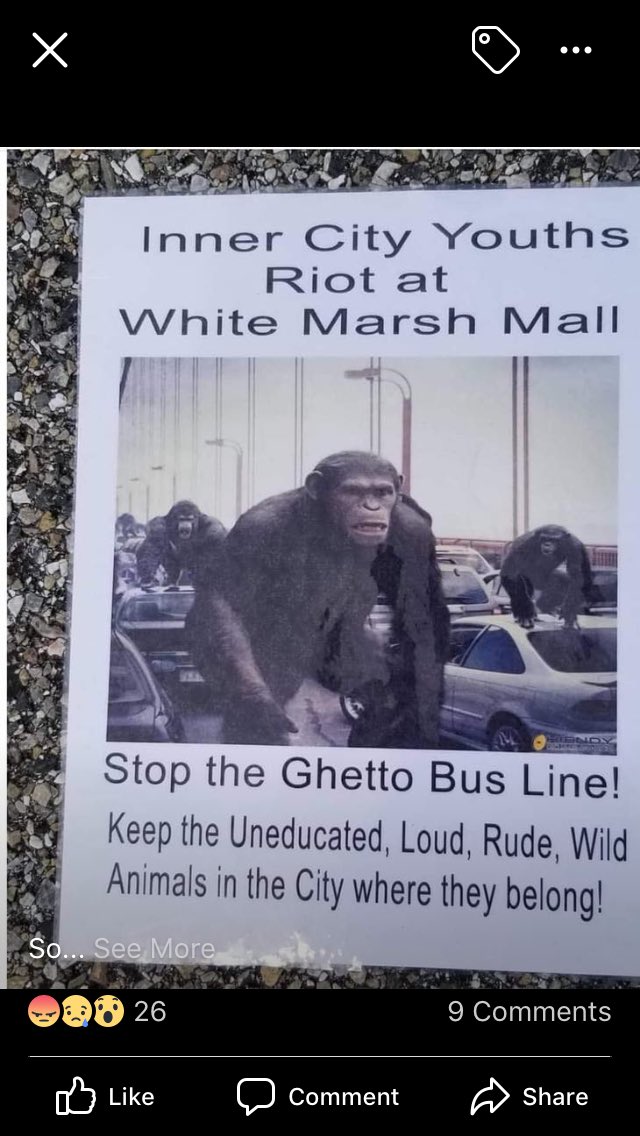 Inner City Youths
Riot at
White Marsh Mall
Stop the Ghetto Bus Line!
Keep the Uneducated, Loud, Rude, Wild
Animals in the City where they belong!
So... See More
26
9 Comments
Like
Comment
Share